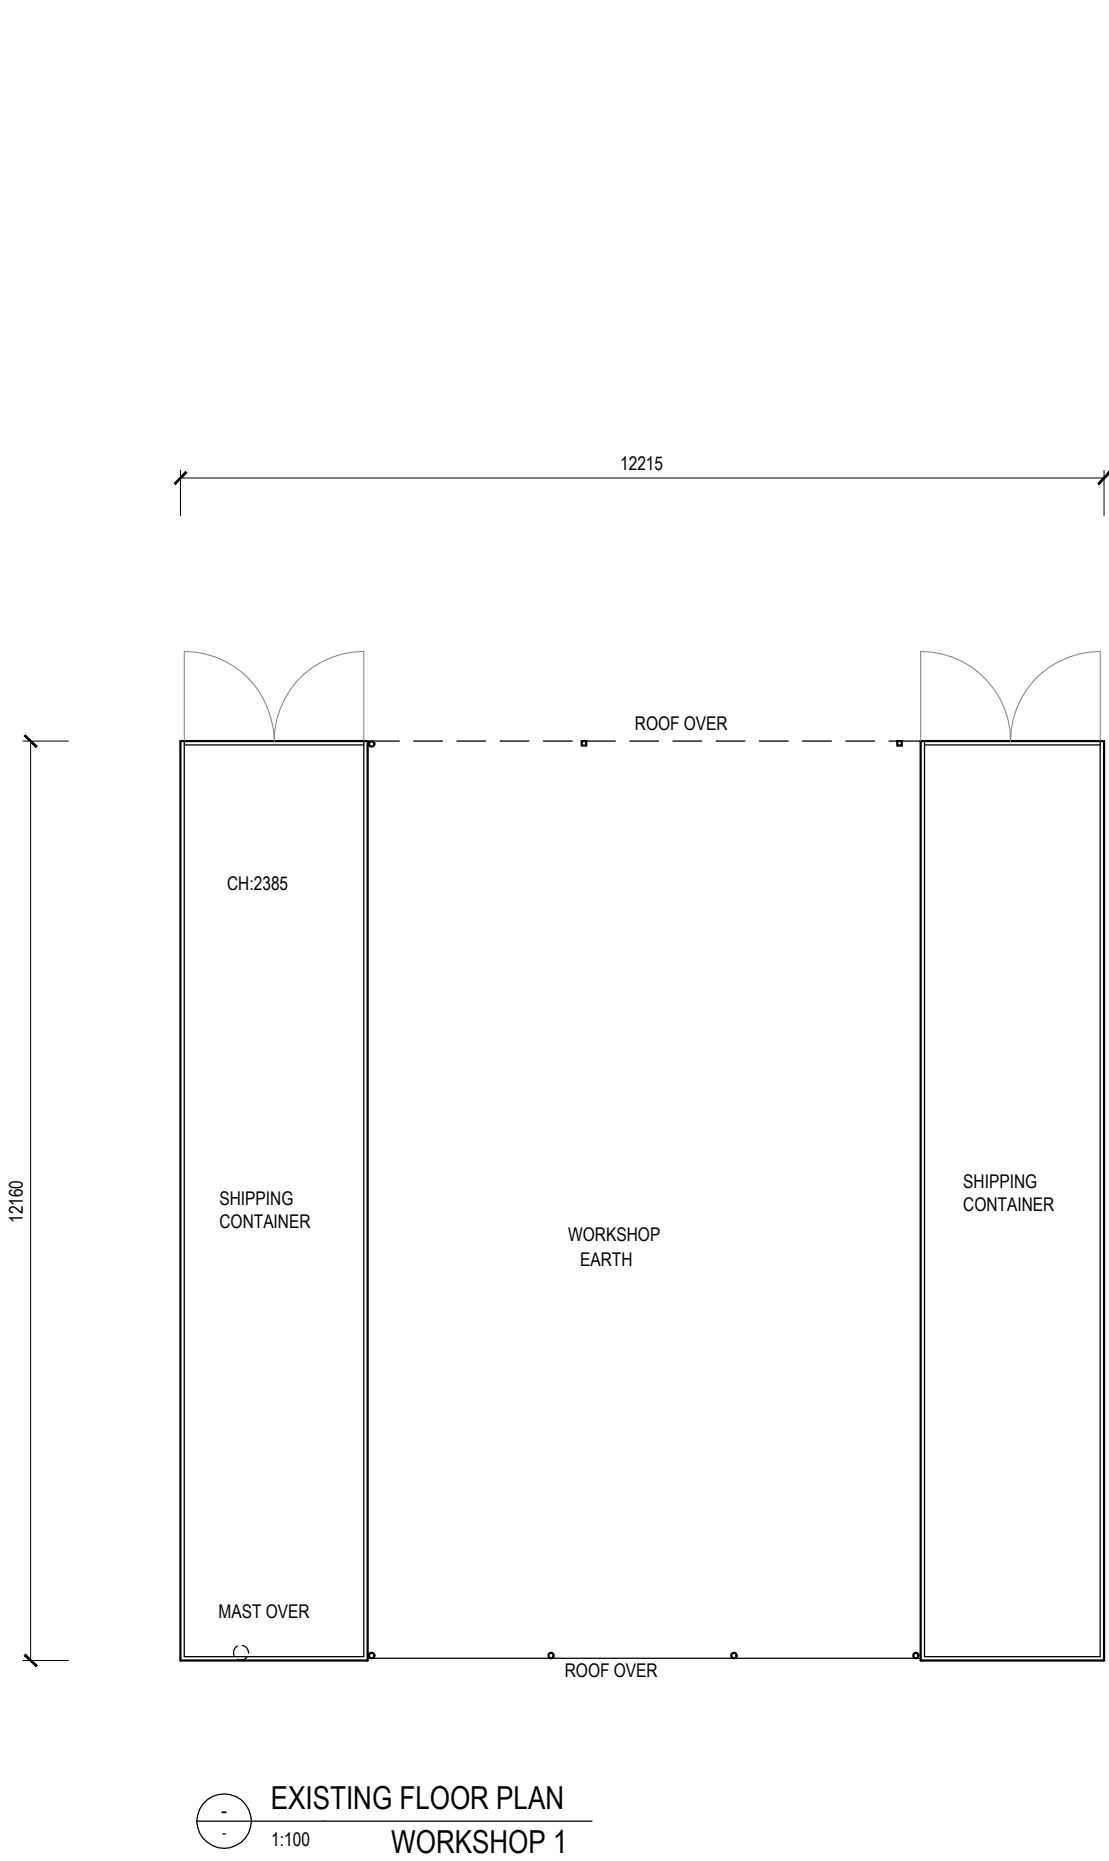 12215
ROOF OVER
CH:2385
SHIPPING
CONTAINER
SHIPPING
CONTAINER
12160
WORKSHOP
EARTH
MAST OVER
ROOF OVER
-
-
EXISTING FLOOR PLAN
1:100
WORKSHOP 1